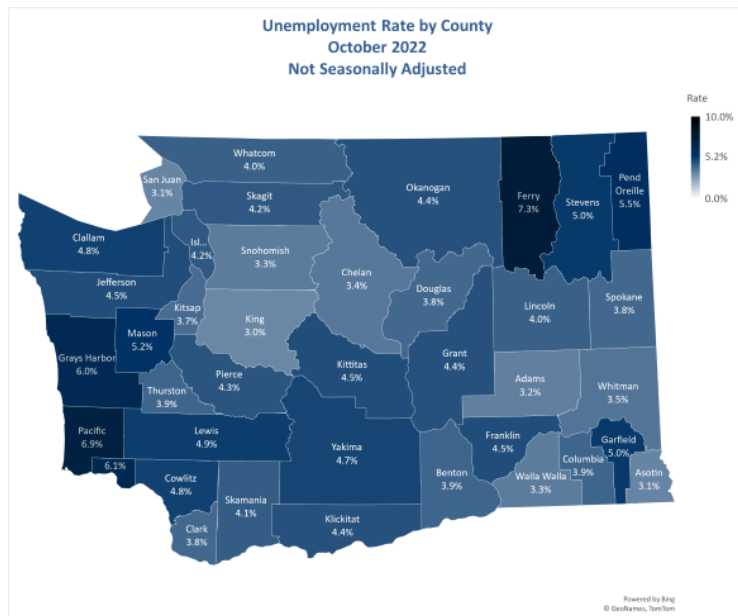 Unemployment Rate by County
October 2022
Not Seasonally Adjusted
Rate
10.0%
5.2%
0.0%
Whatcom
4.0%
San Juan
3.1%
Skagit
4.2%
Okanogan
4.4%
Ferry
7.3%
Stevens
5.0%
Pend
Oreille
5.5%
Clallam
4.8%
Isl...
4.2%
Snohomish
3.3%
Chelan
3.4%
Douglas
3.8%
Jefferson
4.5%
Kitsap
3.7%
King
3.0%
Lincoln
4.0%
Spokane
3.8%
Mason
5.2%
Grays Harbor
6.0%
Pierce
4.3%
Kittitas
4.5%
Grant
4.4%
Adams
3.2%
Whitman
3.5%
Thurston
3.9%
Pacific
6.9%
Lewis
4.9%
Yakima
4.7%
Franklin
4.5%
Garfield
5.0%
6.1%
Cowlitz
4.8%
Skamania
4.1%
Benton
3.9%
Walla Walla
3.3%
Columbia
3.9%
Asotin
3.1%
Clark
3.8%
Klickitat
4.4%
Powered by Bing
© GeoNames, TomTom